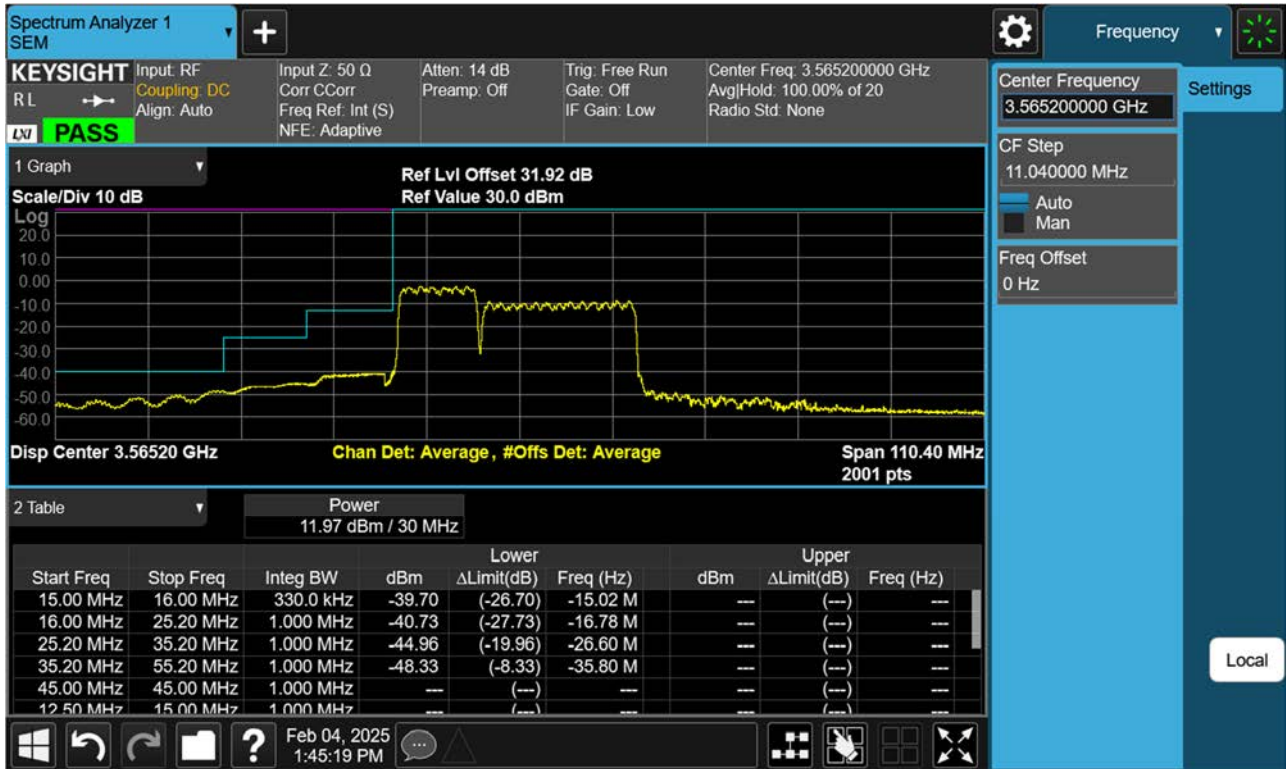 Spectrum Analyzer 1
SEM
Frequency
KEYSIGHT
R L
LXI
PASS
Input: RF
Coupling: DC
Align: Auto
Input Z: 50 Ω
Corr CCorr
Freq Ref: Int (S)
NFE: Adaptive
Atten: 14 dB
Preamp: Off
Trig: Free Run
Gate: Off
IF Gain: Low
Center Freq: 3.565200000 GHz
Avg|Hold: 100.00% of 20
Radio Std: None
Center Frequency
3.565200000 GHz
Settings
CF Step
11.040000 MHz
Auto
Man
Freq Offset
0 Hz
Local
1 Graph
Scale/Div 10 dB
Ref Lvl Offset 31.92 dB
Ref Value 30.0 dBm
Log
20.0
10.0
0.00
-10.0
-20.0
-30.0
-40.0
-50.0
-60.0
Disp Center 3.56520 GHz
Chan Det: Average, #Offs Det: Average
Span 110.40 MHz
2001 pts
2 Table
Power
11.97 dBm / 30 MHz
Lower Upper
Start Freq Stop Freq Integ BW dBm ΔLimit(dB) Freq (Hz) dBm ΔLimit(dB) Freq (Hz)
15.00 MHz 16.00 MHz 330.0 kHz -39.70 (-26.70) -15.02 M --- (---) ---
16.00 MHz 25.20 MHz 1.000 MHz -40.73 (-27.73) -16.78 M --- (---) ---
25.20 MHz 35.20 MHz 1.000 MHz -44.96 (-19.96) -26.60 M --- (---) ---
35.20 MHz 55.20 MHz 1.000 MHz -48.33 (-8.33) -35.80 M --- (---) ---
45.00 MHz 45.00 MHz 1.000 MHz --- (---) --- --- (---) ---
12.50 MHz 15.00 MHz 1.000 MHz --- (---) --- --- (---) ---
Feb 04, 2025
1:45:19 PM